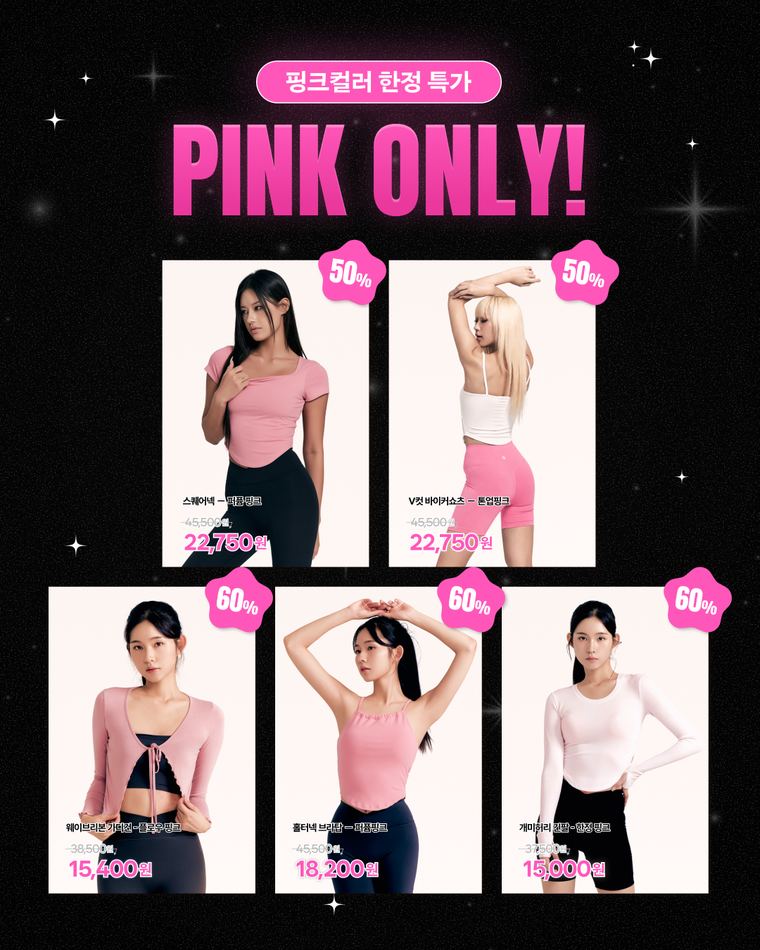 핑크컬러 한정 특가
PINK ONLY!
50%
스퀘어넥 – 퍼플 핑크
45,500원
22,750원
50%
V컷 바이커쇼츠 – 톤업핑크
45,500원
22,750원
60%
웨이브리본 가디건 - 플로우 핑크
38,500원
15,400원
60%
홀터넥 브라탑 – 퍼플핑크
45,500원
18,200원
60%
개미허리 긴팔 - 한정 핑크
37,500원
15,000원